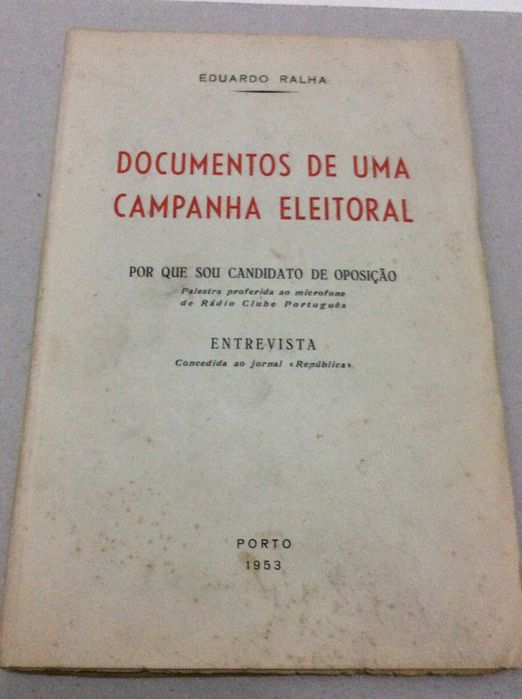 EDUARDO RALHA
DOCUMENTOS DE UMA
CAMPANHA ELEITORAL
POR QUE SOU CANDIDATO DE OPOSIÇÃO
Palestra proferida ao microfone
de Rádio Clube Português
ENTREVISTA
Concedida ao jornal «República»
PORTO
1953